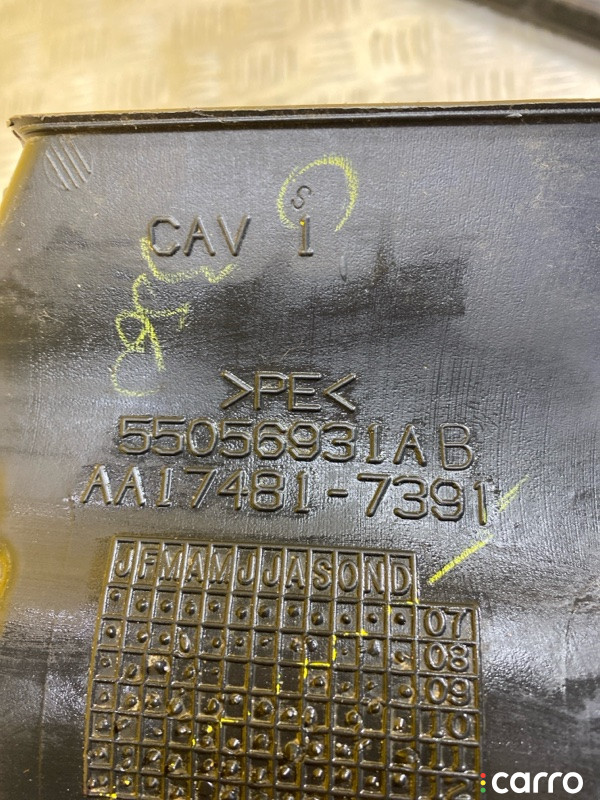 S
CAV 1
>PE<
55056931AB
AA17481-7391
JFMAMJJASOND
07
08
09
10
carro